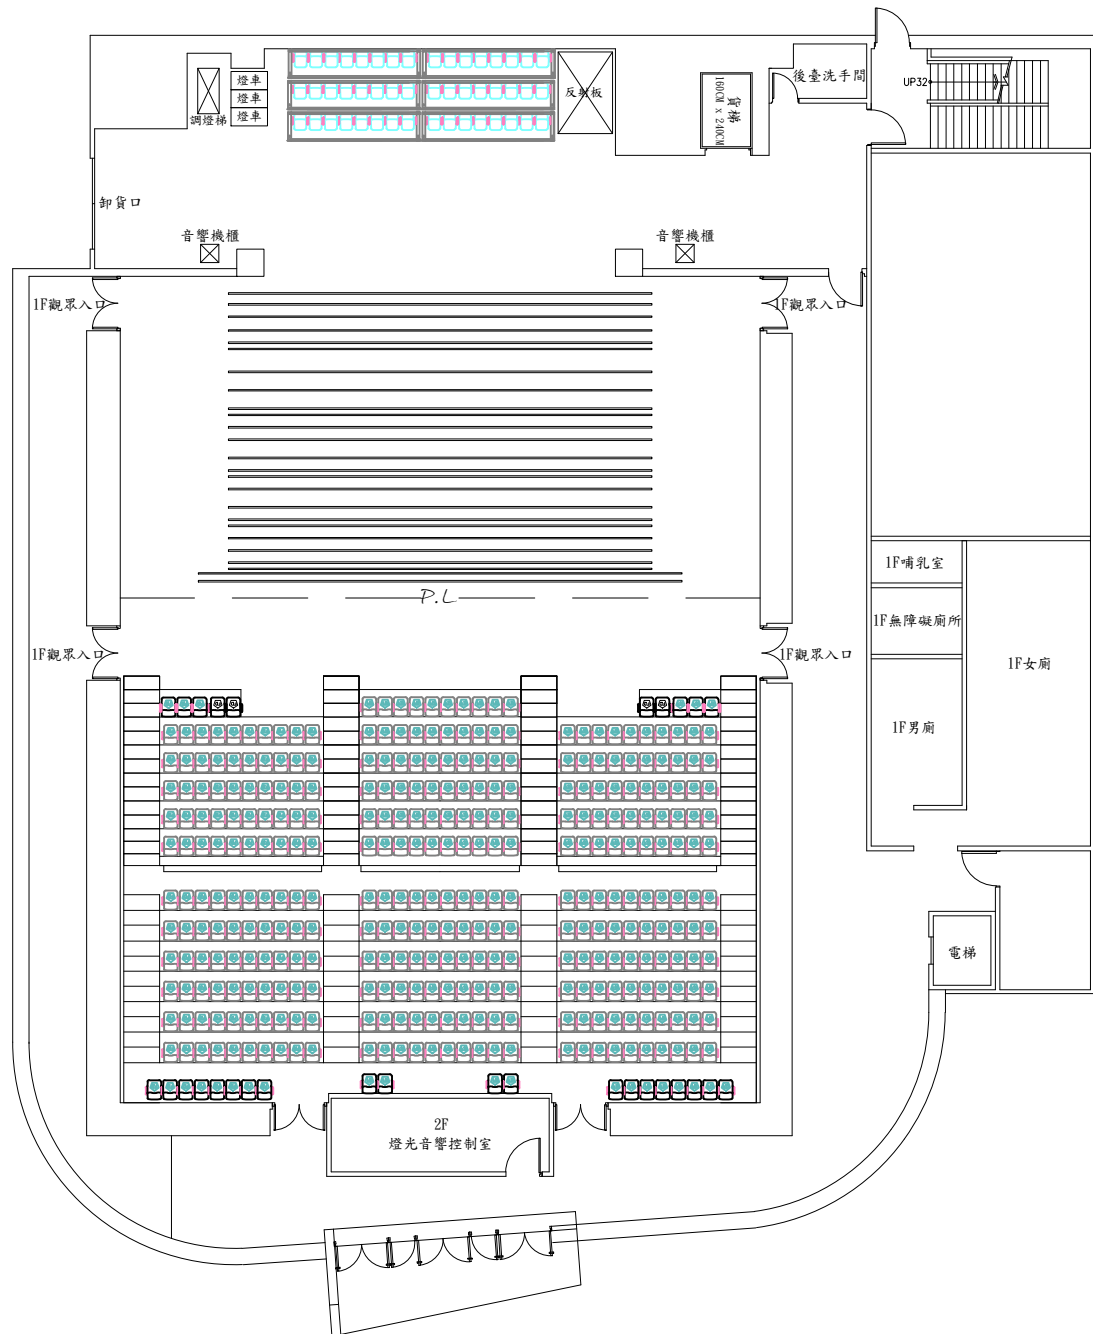 後臺洗手間
UP32
燈車
燈車
燈車
調燈梯
反射板
貨梯
160CM x 240CM
卸貨口
音響機櫃
音響機櫃
1F觀眾入口
1F觀眾入口
1F哺乳室
P.L
1F無障礙廁所
1F觀眾入口
1F觀眾入口
1F女廁
1F男廁
電梯
2F
燈光音響控制室